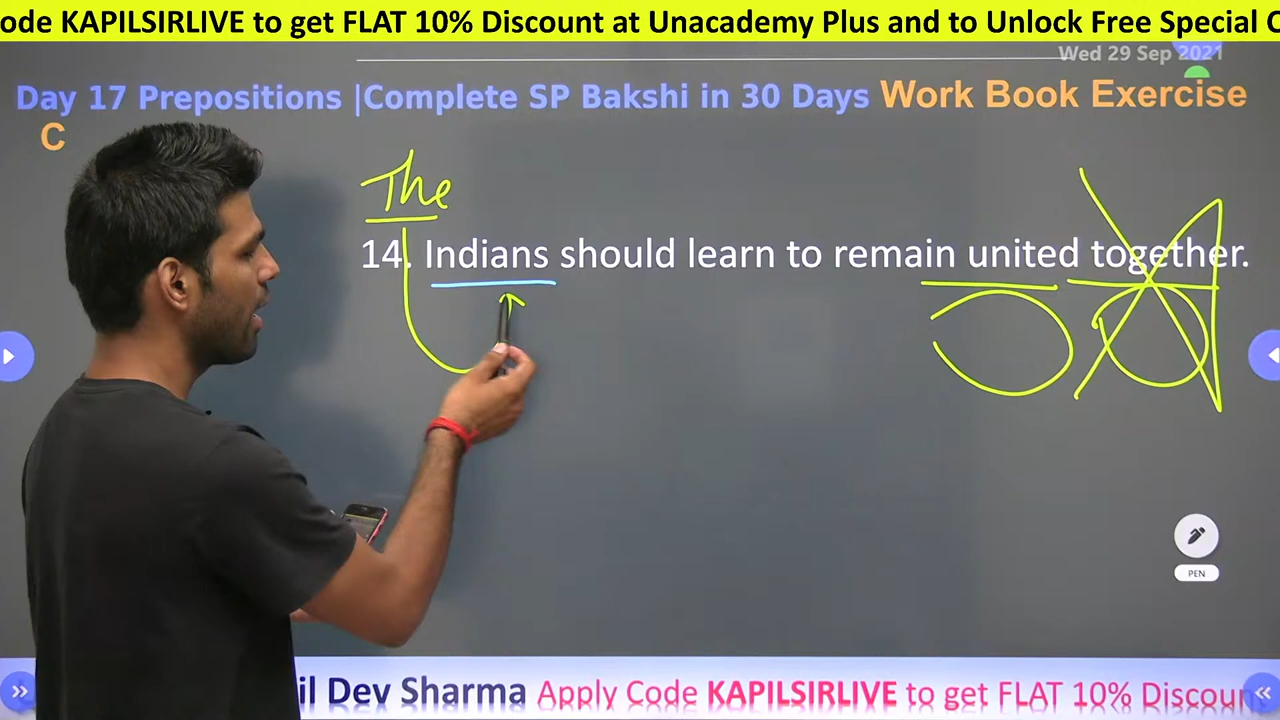 ode KAPILSIRLIVE to get FLAT 10% Discount at Unacademy Plus and to Unlock Free Special
Wed 29 Sep 2021
Day 17 Prepositions |Complete SP Bakshi in 30 Days Work Book Exercise
C
The
14. Indians should learn to remain united together.
PEN
il Dev Sharma Apply Code KAPILSIRLIVE to get FLAT 10% Discoun